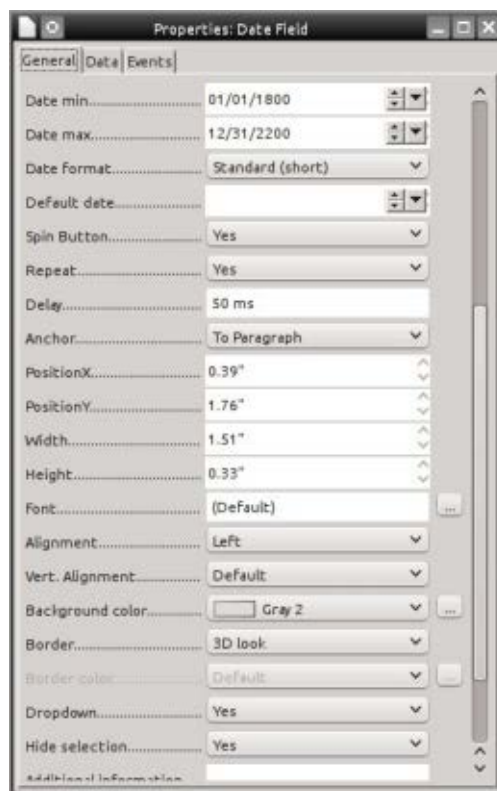 Properties: Date Field
General Data Events
Date min. 01/01/1800
Date max. 12/31/2200
Date format Standard (short)
Default date
Spin Button Yes
Repeat Yes
Delay 50 ms
Anchor To Paragraph
PositionX 0.39"
PositionY 1.76"
Width 1.51"
Height 0.33"
Font (Default) ...
Alignment Left
Vert. Alignment Default
Background color Gray 2 ...
Border 3D look
Border color Default ...
Dropdown Yes
Hide selection Yes
Additional information